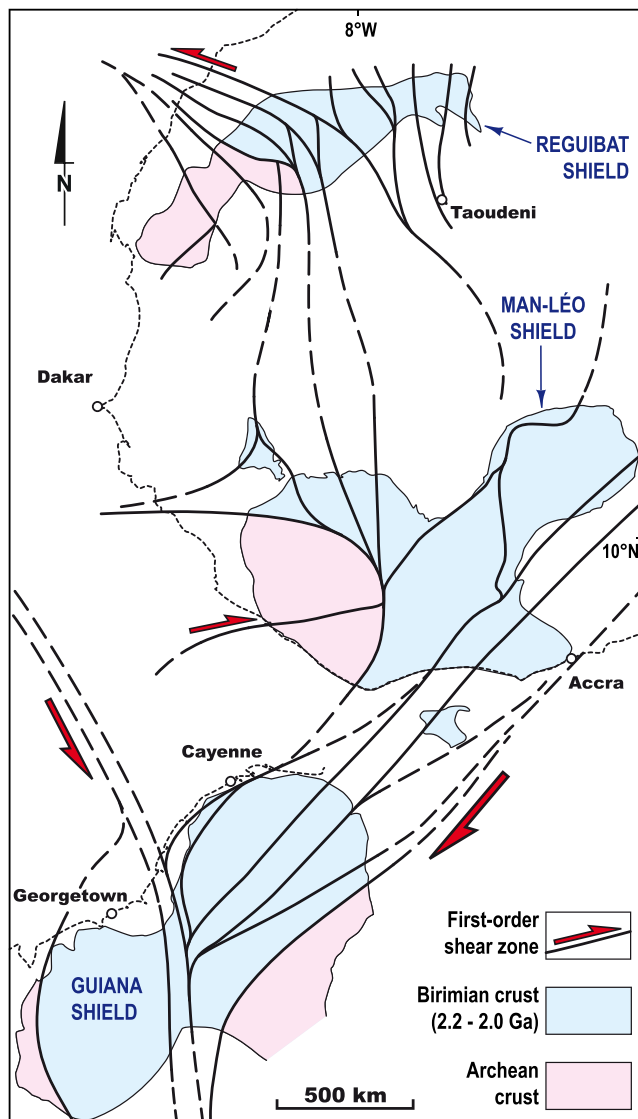 8°W
REGUIBAT
SHIELD
N
Taoudeni
MAN-LÉO
SHIELD
Dakar
10°N
Accra
Cayenne
Georgetown
GUIANA
SHIELD
First-order
shear zone
Birimian crust
(2.2 - 2.0 Ga)
Archean
crust
500 km